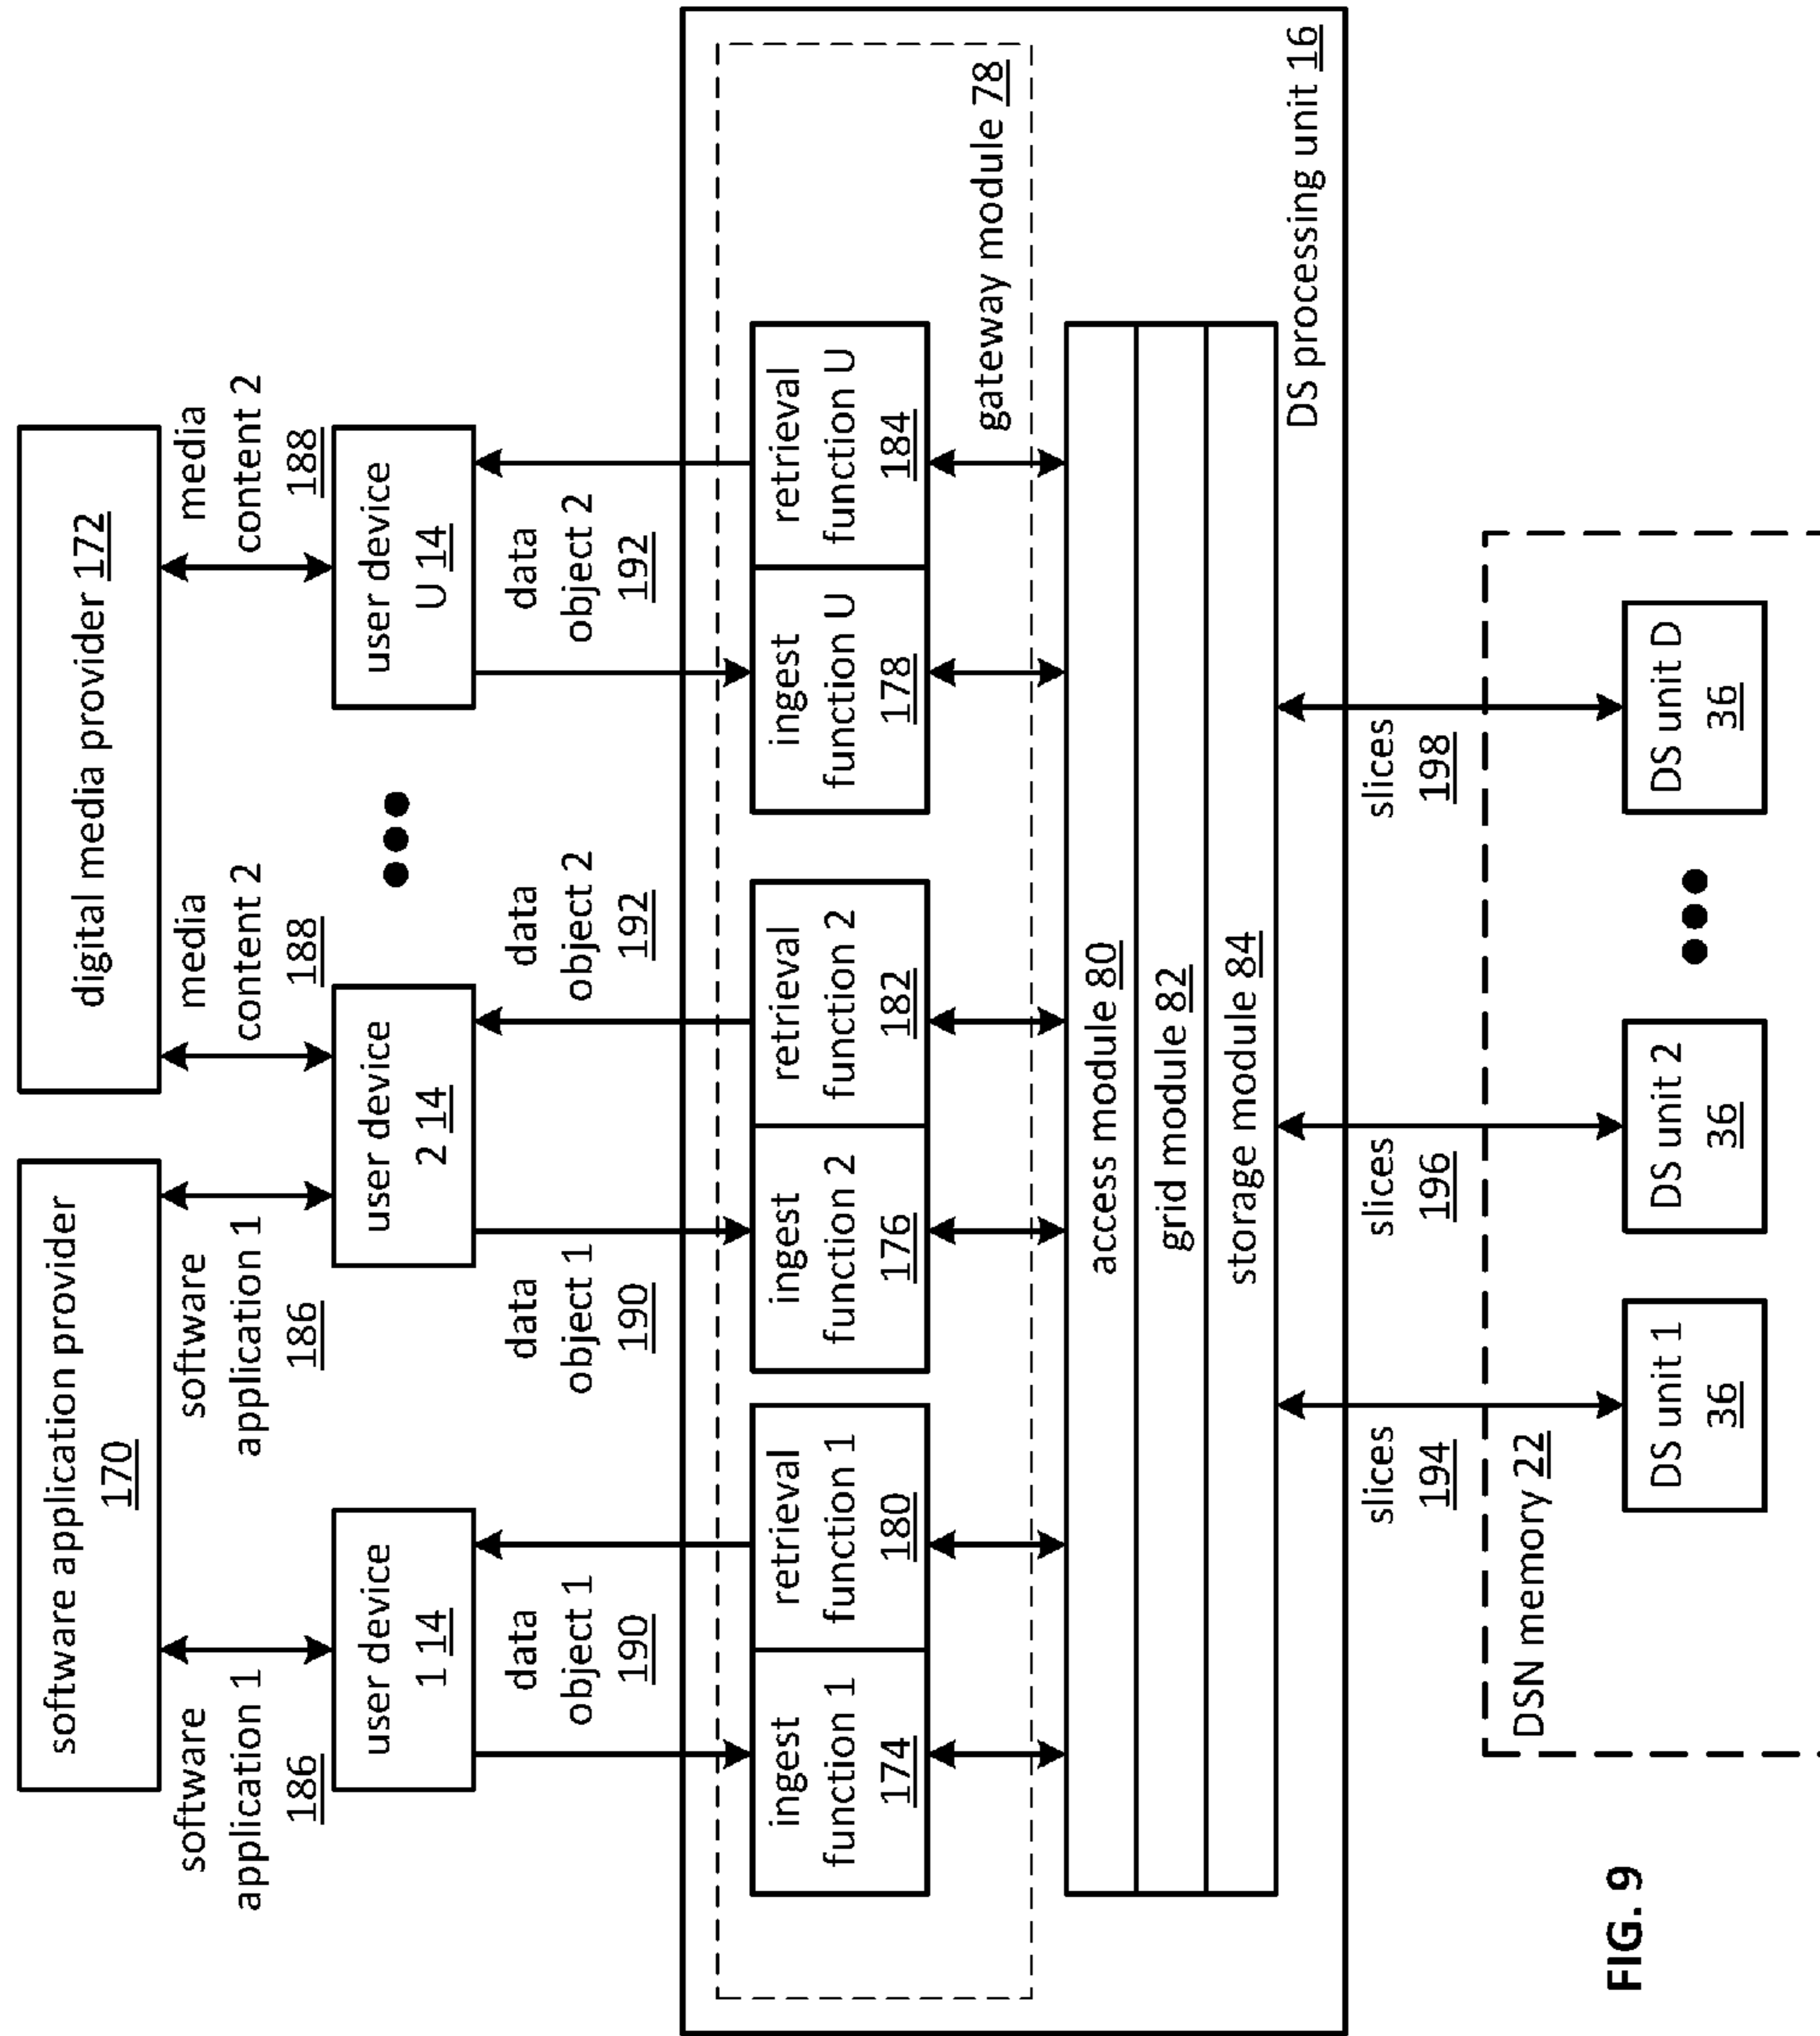 software application provider
170
digital media provider 172
software
application 1
186
software
application 1
186
media
content 2
188
media
content 2
188
user device
1 14
user device
2 14
user device
U 14
data
object 1
190
data
object 1
190
data
object 2
192
data
object 2
192
ingest
function 1
174
retrieval
function 1
180
ingest
function 2
176
retrieval
function 2
182
ingest
function U
178
retrieval
function U
184
gateway module 78
access module 80
grid module 82
storage module 84
DS processing unit 16
slices
194
slices
196
slices
198
DSN memory 22
DS unit 1
36
DS unit 2
36
DS unit D
36
FIG. 9